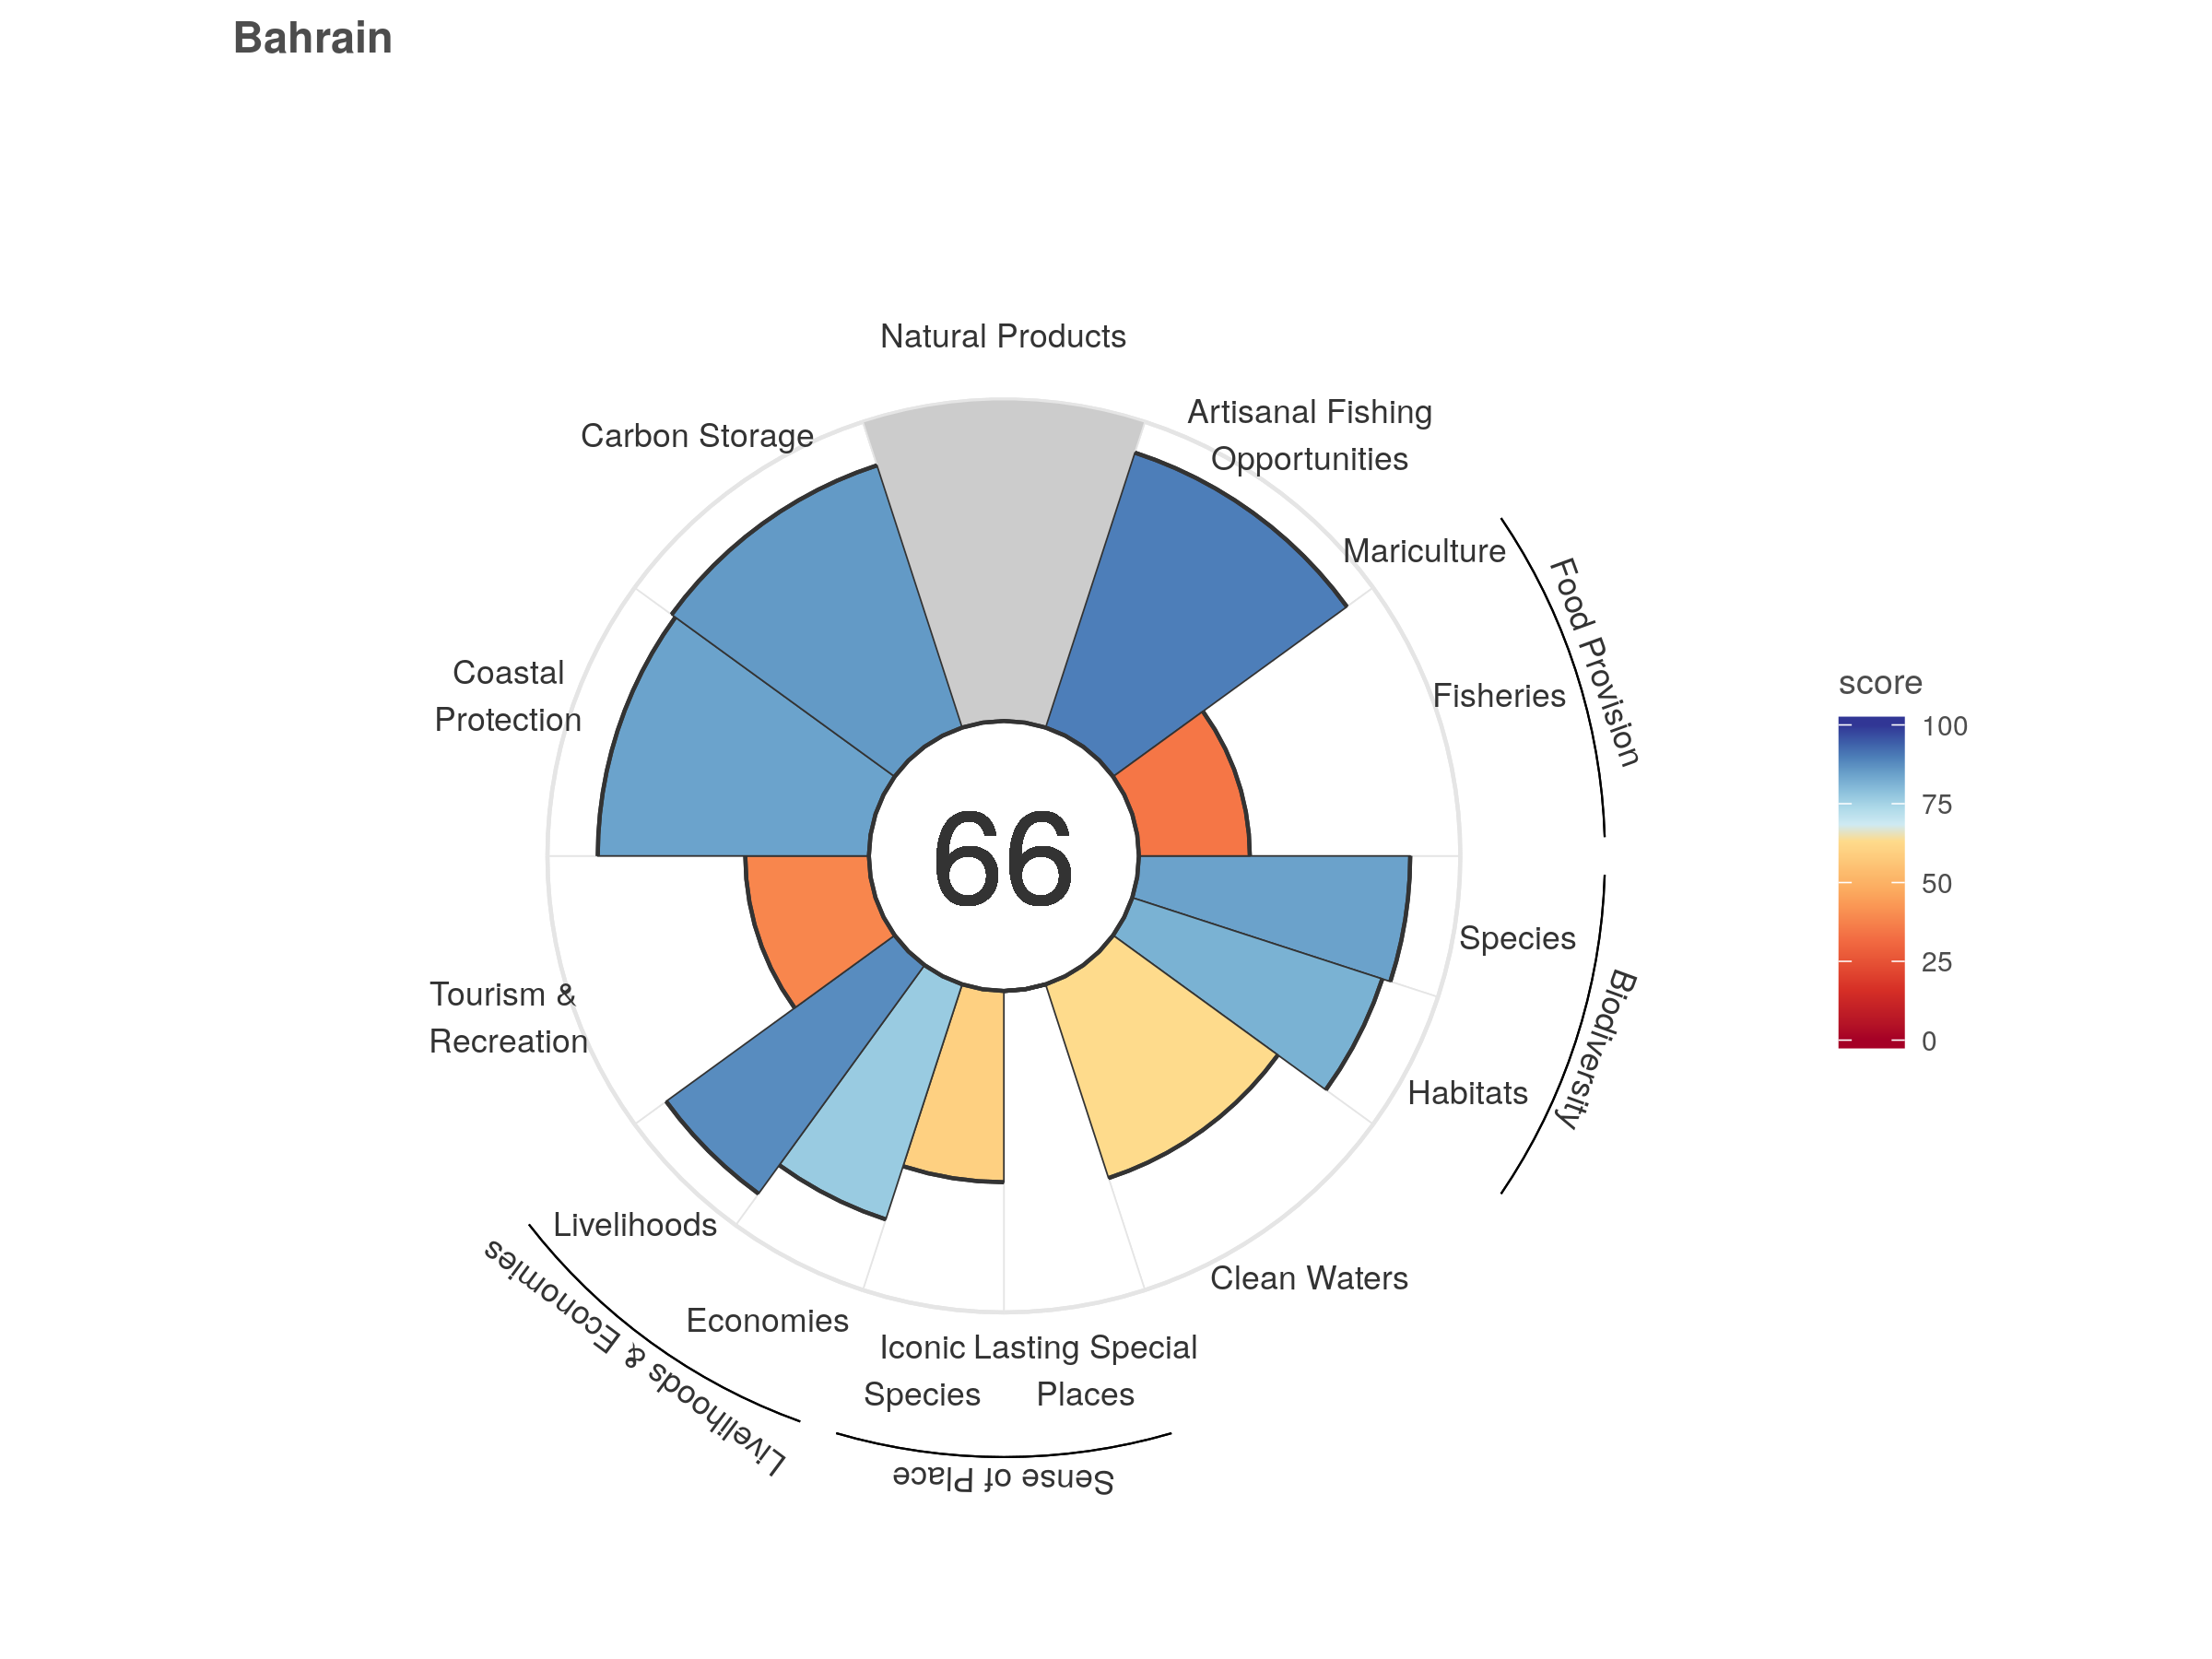 Bahrain
Natural Products
Artisanal Fishing
Opportunities
Carbon Storage
Mariculture
Food Provision
Fisheries
Coastal
Protection
score
100
75
50
25
0
66
Species
Biodiversity
Habitats
Tourism &
Recreation
Livelihoods
Livelihoods & Economies
Economies
Clean Waters
Iconic
Species
Lasting Special
Places
Sense of Place